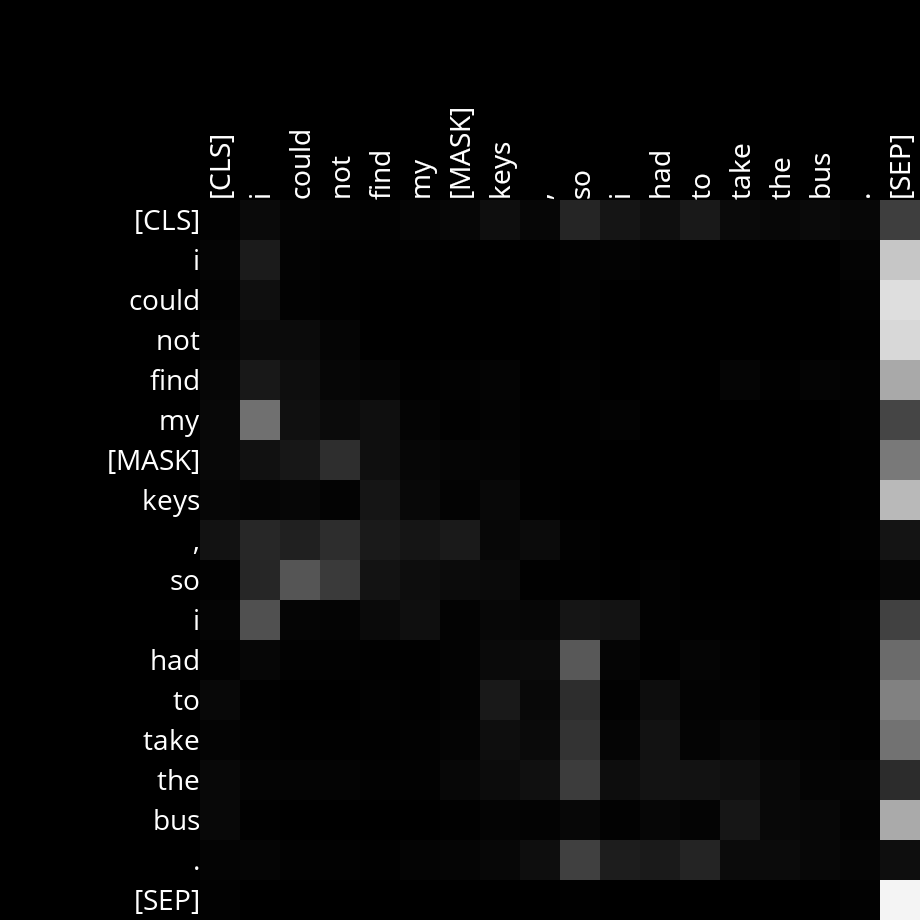 [CLS] i could not find my [MASK] keys , so i had to take the bus . [SEP]
[CLS]
i
could
not
find
my
[MASK]
keys
,
so
i
had
to
take
the
bus
.
[SEP]